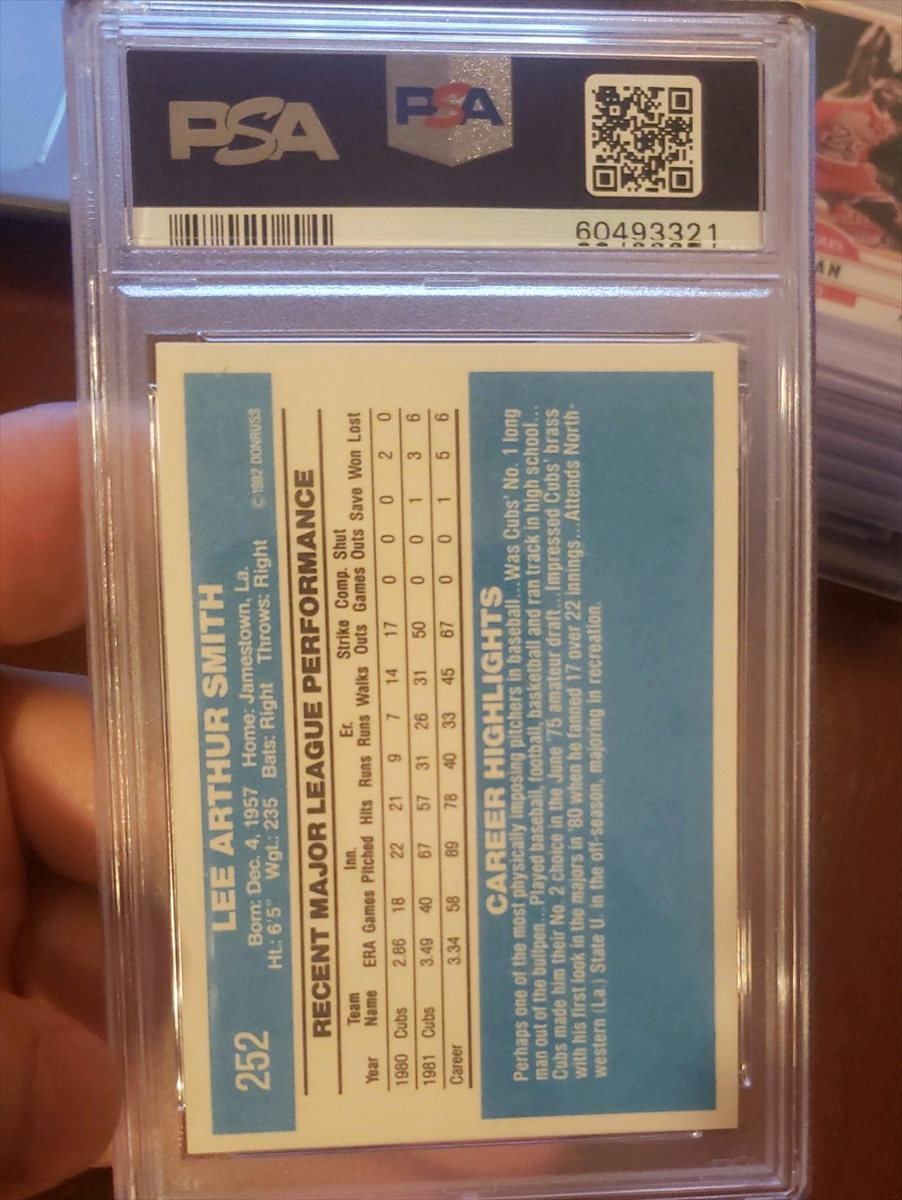 PSA
PSA
60493321
252
LEE ARTHUR SMITH
Born: Dec. 4, 1957 Home: Jamestown, La.
Ht.: 6'5" Wgt.: 235 Bats: Right Throws: Right
©1982 DONRUSS
RECENT MAJOR LEAGUE PERFORMANCE
Team Inn. Er. Strike Comp. Shut
Year Name ERA Games Pitched Hits Runs Runs Walks Outs Games Outs Save Won Lost
1980 Cubs 2.86 18 22 21 9 7 14 17 0 0 0 2 0
1981 Cubs 3.49 40 67 57 31 26 31 50 0 0 1 3 6
Career 3.34 58 89 78 40 33 45 67 0 0 1 5 6
CAREER HIGHLIGHTS
Perhaps one of the most physically imposing pitchers in baseball...Was Cubs' No. 1 long
man out of the bullpen...Played baseball, football, basketball and ran track in high school...
Cubs made him their No. 2 choice in the June '75 amateur draft...Impressed Cubs' brass
with his first look in the majors in '80 when he fanned 17 over 22 innings...Attends North-
western (La.) State U. in the off-season, majoring in recreation.
AN